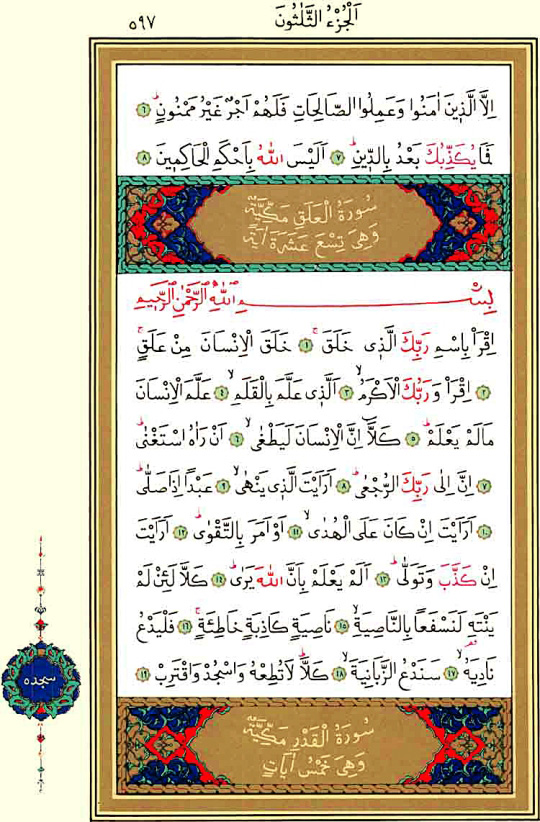 اَلْجُزْءُ الثَّلٰثُونَ
٥٩٧
اِلَّا الَّذ۪ينَ اٰمَنُوا وَعَمِلُوا الصَّالِحَاتِ فَلَهُمْ اَجْرٌ غَيْرُ مَمْنُونٍۜ ٦
فَمَا يُكَذِّبُكَ بَعْدُ بِالدّ۪ينِۜ ٧ اَلَيْسَ اللّٰهُ بِاَحْكَمِ الْحَاكِم۪ينَ ٨
سُورَةُ الْعَلَقِ مَكِّيَّةٌ
وَهِيَ تِسْعَ عَشَرَةَ اٰيَةً
بِسْمِ اللّٰهِ الرَّحْمٰنِ الرَّح۪يمِ
اِقْرَأْ بِاسْمِ رَبِّكَ الَّذ۪ي خَلَقَۚ ١ خَلَقَ الْاِنْسَانَ مِنْ عَلَقٍۚ
٢ اِقْرَأْ وَرَبُّكَ الْاَكْرَمُۙ ٣ اَلَّذ۪ي عَلَّمَ بِالْقَلَمِۙ ٤ عَلَّمَ الْاِنْسَانَ
مَالَمْ يَعْلَمْۜ ٥ كَلَّٓا اِنَّ الْاِنْسَانَ لَيَطْغٰىۙ ٦ اَنْ رَاٰهُ اسْتَغْنٰىۜ
٧ اِنَّ اِلٰى رَبِّكَ الرُّجْعٰىۜ ٨ اَرَاَيْتَ الَّذ۪ي يَنْهٰىۙ ٩ عَبْدًا اِذَا صَلّٰىۜ
١٠ اَرَاَيْتَ اِنْ كَانَ عَلَى الْهُدٰىۙ ١١ اَوْ اَمَرَ بِالتَّقْوٰىۜ ١٢ اَرَاَيْتَ
اِنْ كَذَّبَ وَتَوَلّٰىۜ ١٣ اَلَمْ يَعْلَمْ بِاَنَّ اللّٰهَ يَرٰىۜ ١٤ كَلَّا لَئِنْ لَمْ
يَنْتَهِ لَنَسْفَعًا بِالنَّاصِيَةِۙ ١٥ نَاصِيَةٍ كَاذِبَةٍ خَاطِئَةٍۚ ١٦ فَلْيَدْعُ
نَادِيَهُۙ ١٧ سَنَدْعُ الزَّبَانِيَةَۙ ١٨ كَلَّاۜ لَا تُطِعْهُ وَاسْجُدْ وَاقْتَرِبْ ١٩
سجده
سُورَةُ الْقَدْرِ مَكِّيَّةٌ
وَهِيَ خَمْسُ اٰيَاتٍ